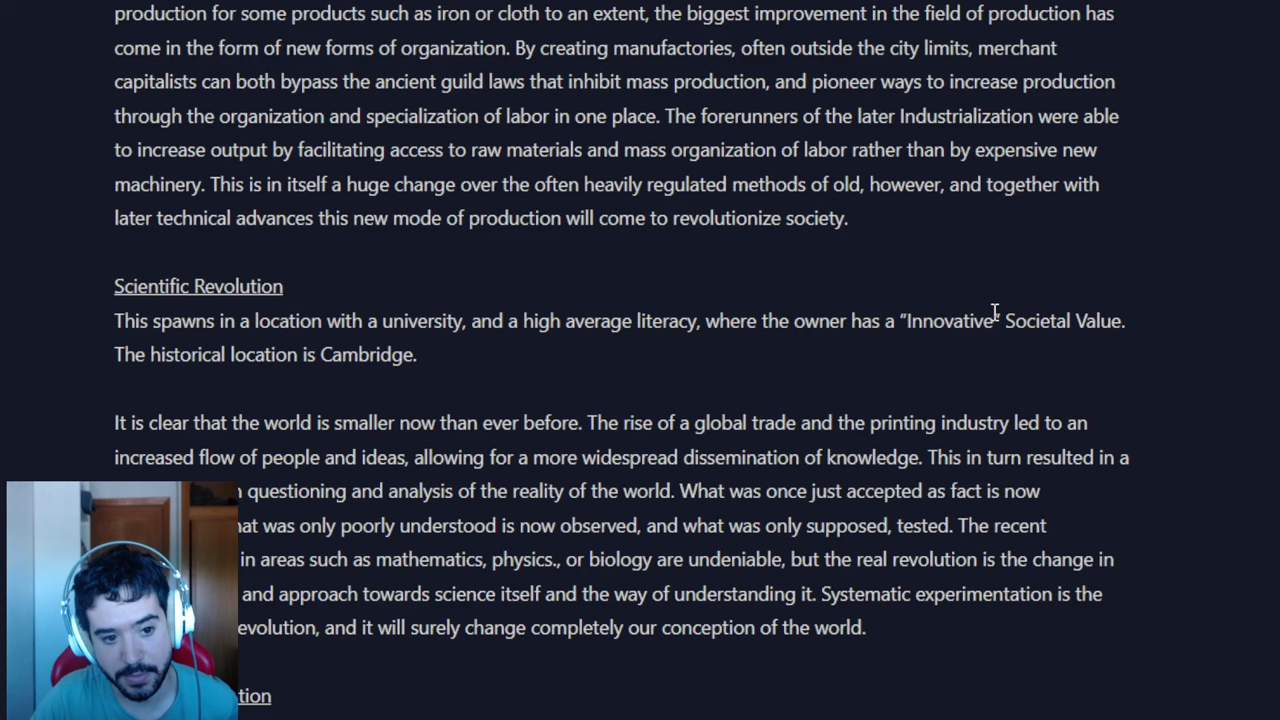 production for some products such as iron or cloth to an extent, the biggest improvement in the field of production has
come in the form of new forms of organization. By creating manufactories, often outside the city limits, merchant
capitalists can both bypass the ancient guild laws that inhibit mass production, and pioneer ways to increase production
through the organization and specialization of labor in one place. The forerunners of the later Industrialization were able
to increase output by facilitating access to raw materials and mass organization of labor rather than by expensive new
machinery. This is in itself a huge change over the often heavily regulated methods of old, however, and together with
later technical advances this new mode of production will come to revolutionize society.
Scientific Revolution
This spawns in a location with a university, and a high average literacy, where the owner has a ”Innovative” Societal Value.
The historical location is Cambridge.
It is clear that the world is smaller now than ever before. The rise of a global trade and the printing industry led to an
increased flow of people and ideas, allowing for a more widespread dissemination of knowledge. This in turn resulted in a
questioning and analysis of the reality of the world. What was once just accepted as fact is now
was only poorly understood is now observed, and what was only supposed, tested. The recent
in areas such as mathematics, physics., or biology are undeniable, but the real revolution is the change in
and approach towards science itself and the way of understanding it. Systematic experimentation is the
evolution, and it will surely change completely our conception of the world.